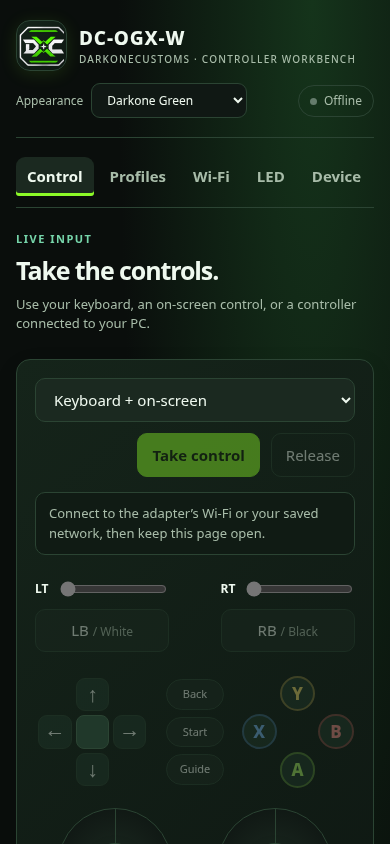 DXC
DC-OGX-W
DARKONECUSTOMS · CONTROLLER WORKBENCH
Appearance
Darkone Green
Offline
Control
Profiles
Wi-Fi
LED
Device
LIVE INPUT
Take the controls.
Use your keyboard, an on-screen control, or a controller
connected to your PC.
Keyboard + on-screen
Take control
Release
Connect to the adapter’s Wi-Fi or your saved
network, then keep this page open.
LT
RT
LB / White
RB / Black
↑
Back
Y
←
→
Start
X
B
↓
Guide
A